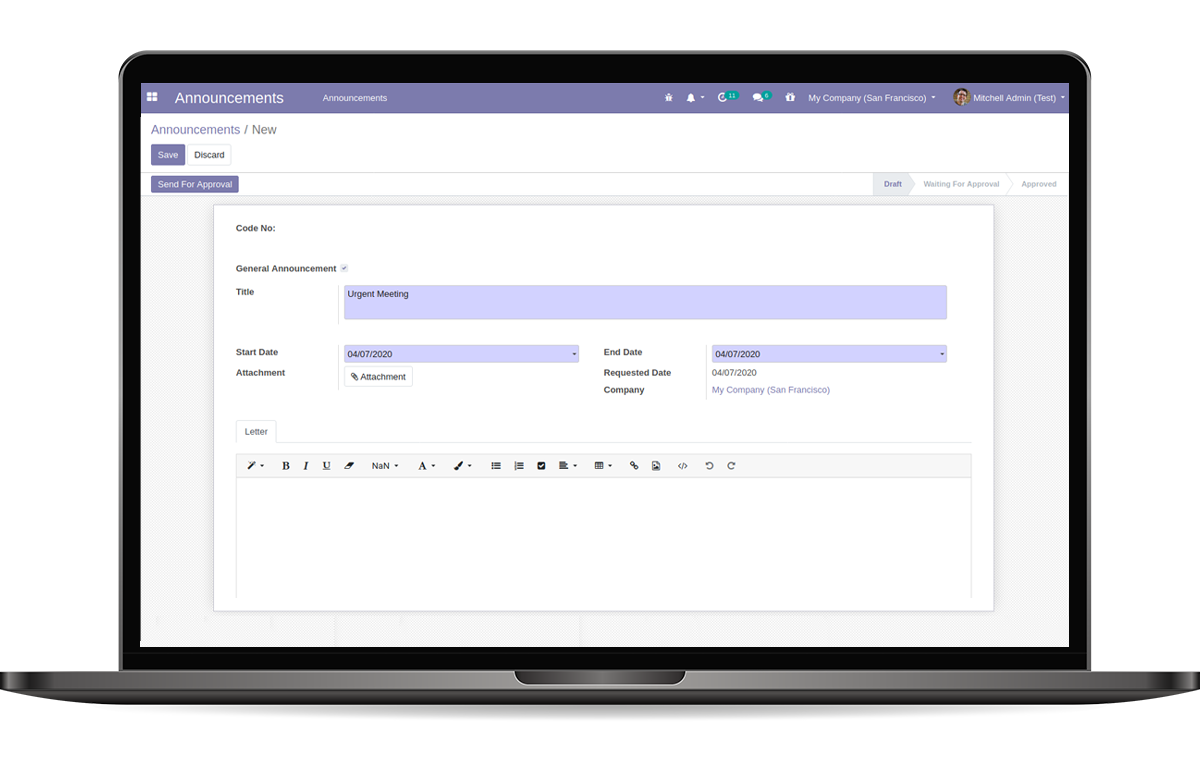 Announcements Announcements 11 6 My Company (San Francisco) Mitchell Admin (Test)
Announcements / New
Save Discard
Send For Approval Draft Waiting For Approval Approved
Code No:
General Announcement
Title Urgent Meeting
Start Date 04/07/2020 End Date 04/07/2020
Attachment Attachment Requested Date 04/07/2020
Company My Company (San Francisco)
Letter
B I U NaN A